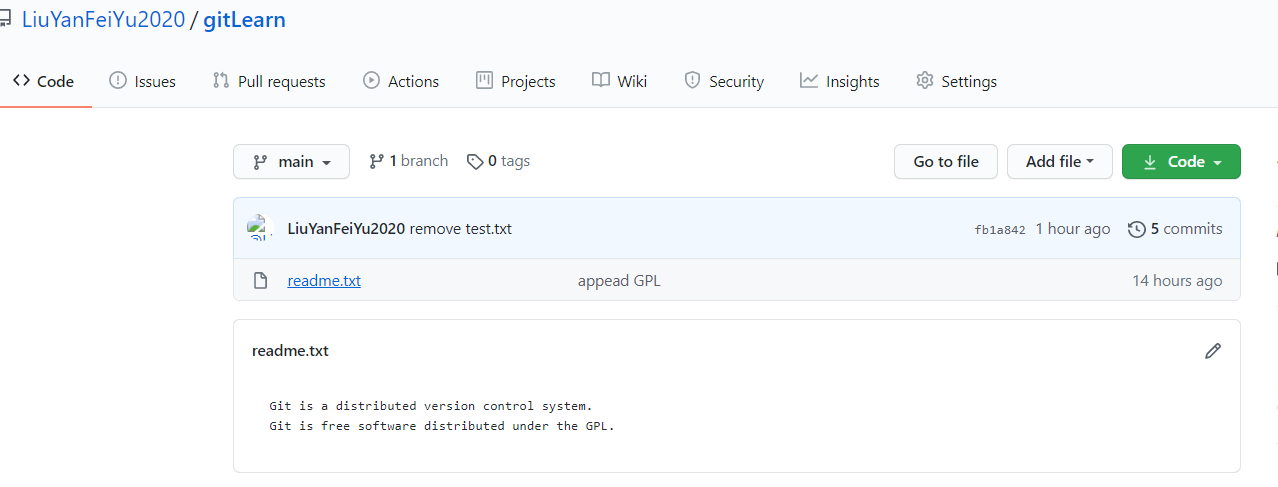 LiuYanFeiYu2020 / gitLearn
Code Issues Pull requests Actions Projects Wiki Security Insights Settings
main 1 branch 0 tags Go to file Add file Code
LiuYanFeiYu2020 remove test.txt fb1a842 1 hour ago 5 commits
readme.txt appead GPL 14 hours ago
readme.txt
Git is a distributed version control system.
Git is free software distributed under the GPL.